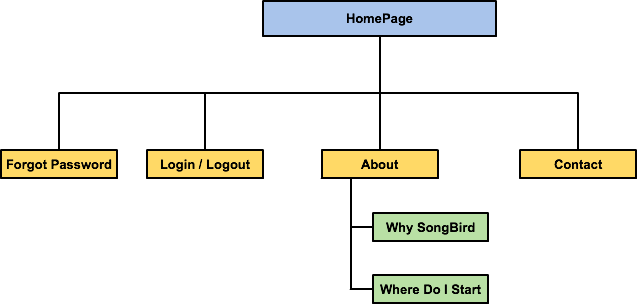 HomePage
Forgot Password
Login / Logout
About
Contact
Why SongBird
Where Do I Start